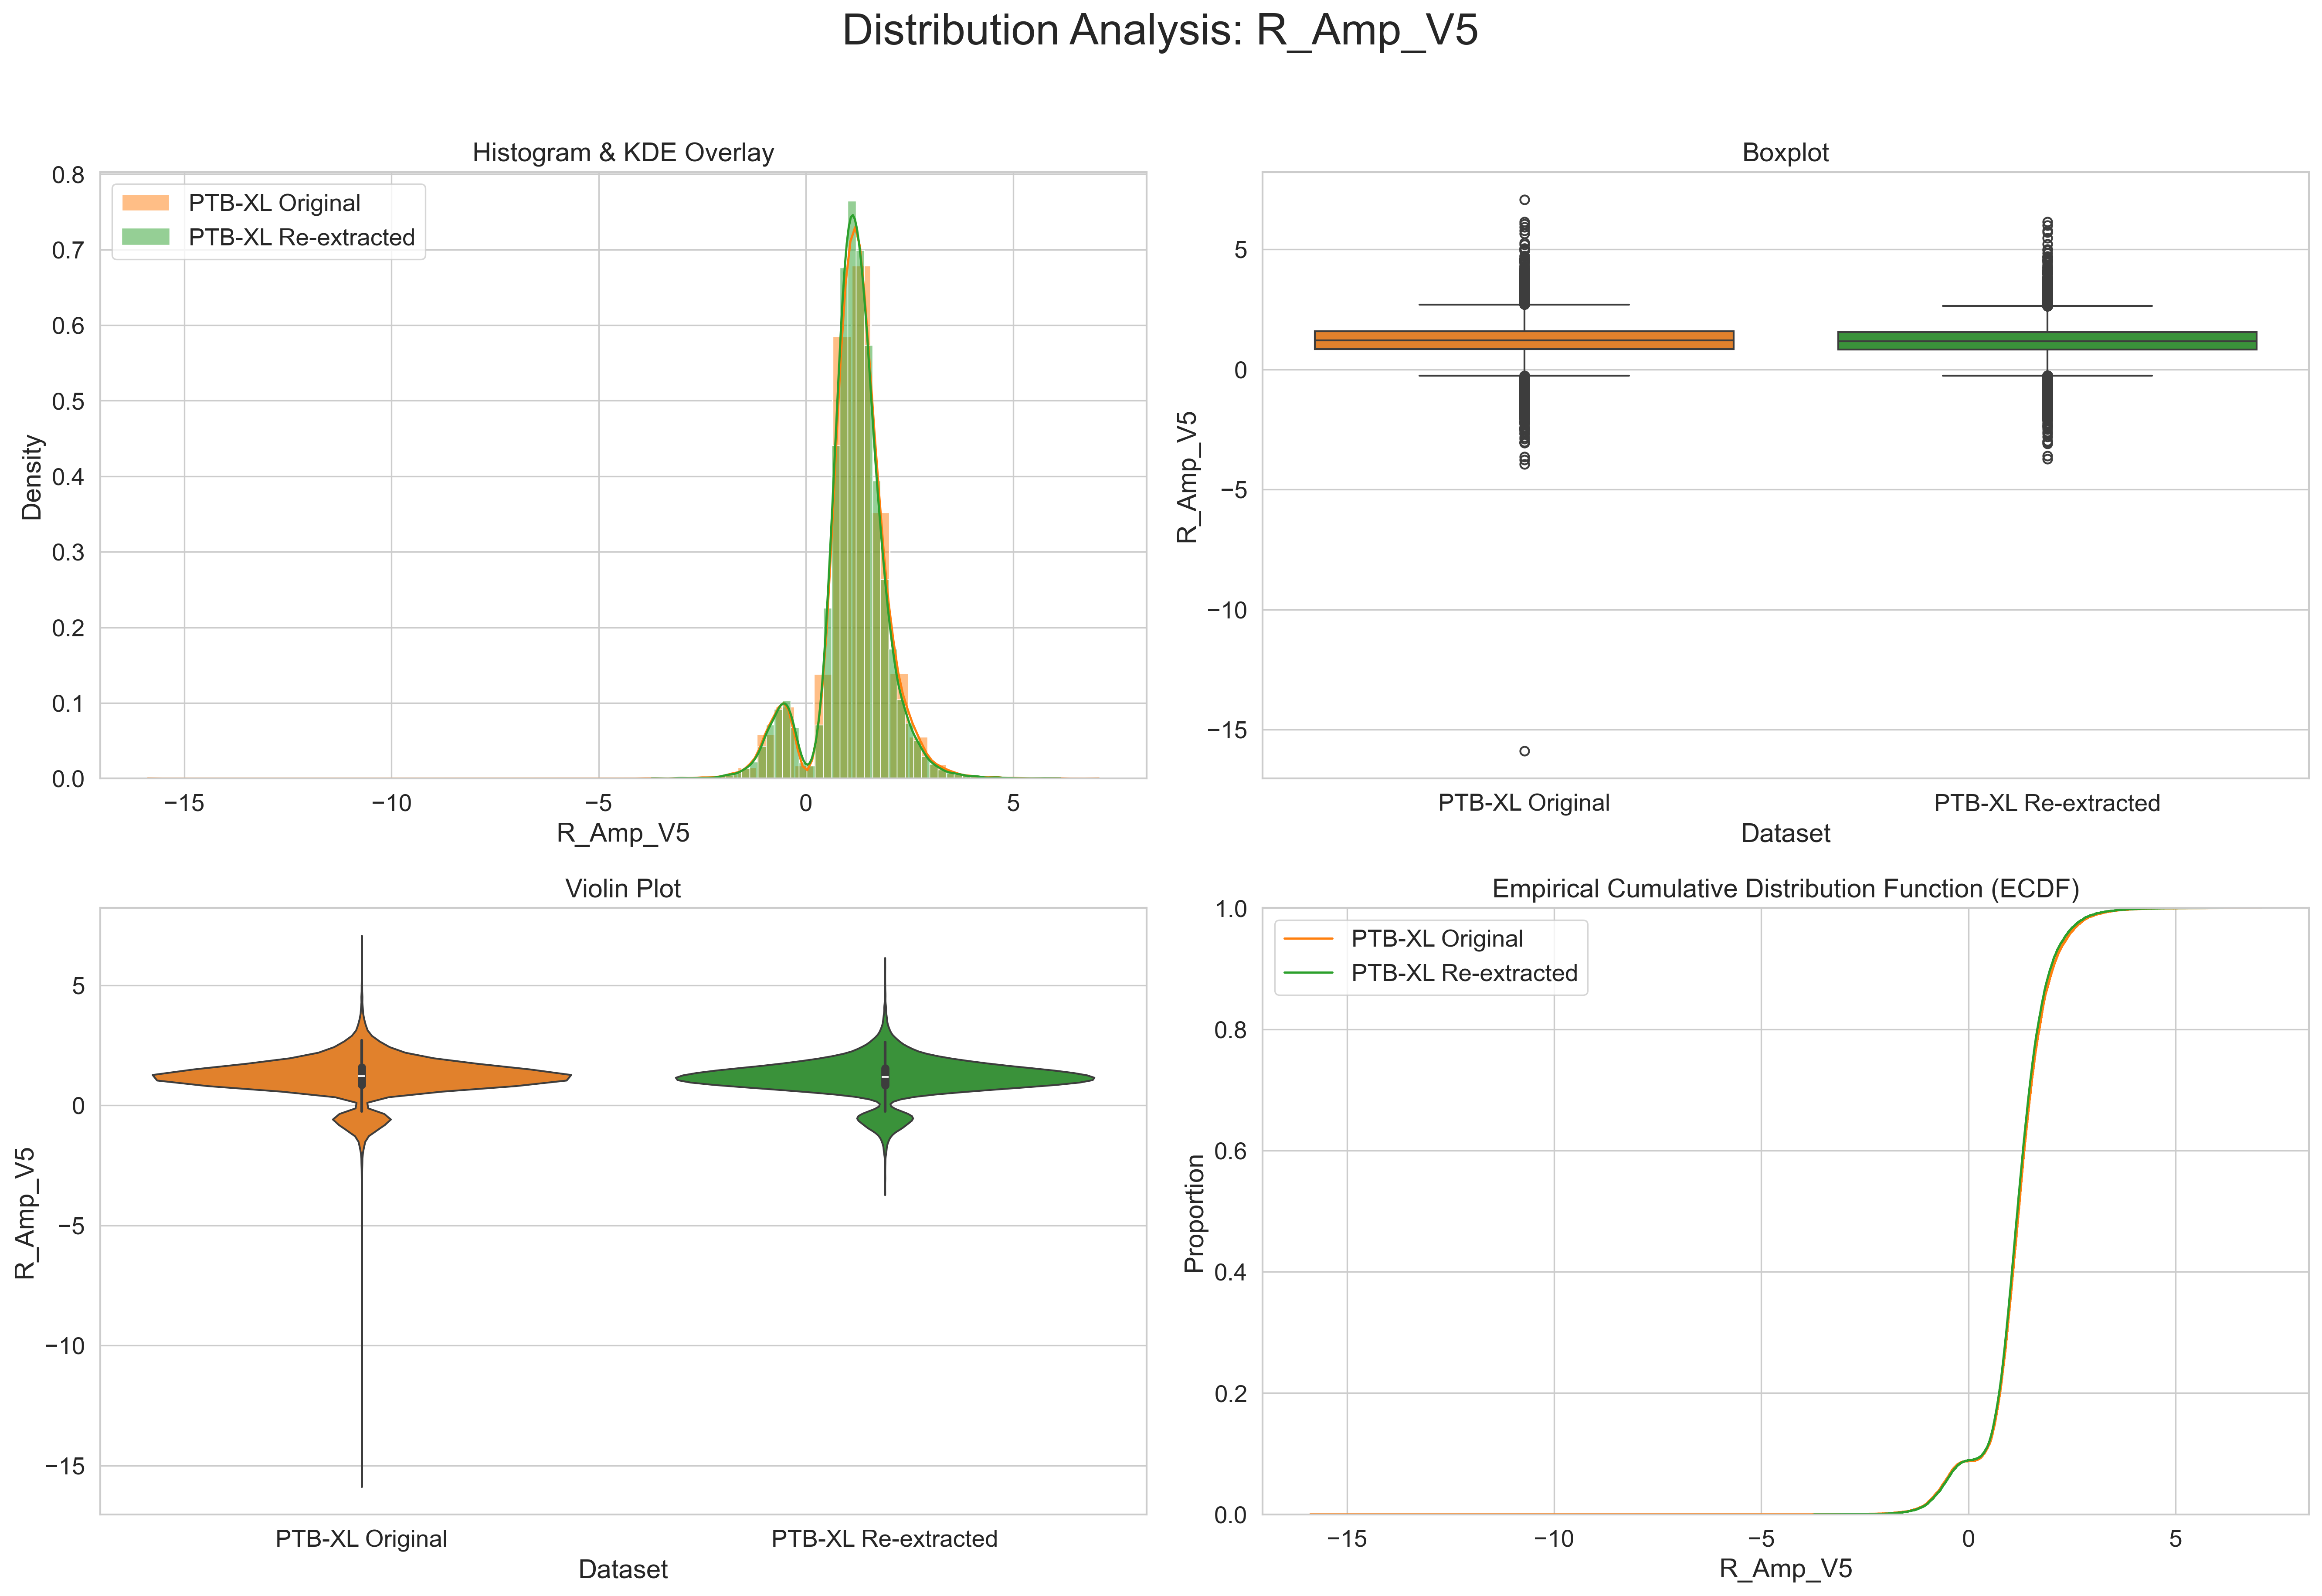 Distribution Analysis: R_Amp_V5
Histogram & KDE Overlay
PTB-XL Original
PTB-XL Re-extracted
0.8
0.7
0.6
0.5
0.4
0.3
0.2
0.1
0.0
Density
−15
−10
−5
0
5
R_Amp_V5
Boxplot
5
0
−5
−10
−15
R_Amp_V5
PTB-XL Original
PTB-XL Re-extracted
Dataset
Violin Plot
5
0
−5
−10
−15
R_Amp_V5
PTB-XL Original
PTB-XL Re-extracted
Dataset
Empirical Cumulative Distribution Function (ECDF)
PTB-XL Original
PTB-XL Re-extracted
1.0
0.8
0.6
0.4
0.2
0.0
Proportion
−15
−10
−5
0
5
R_Amp_V5